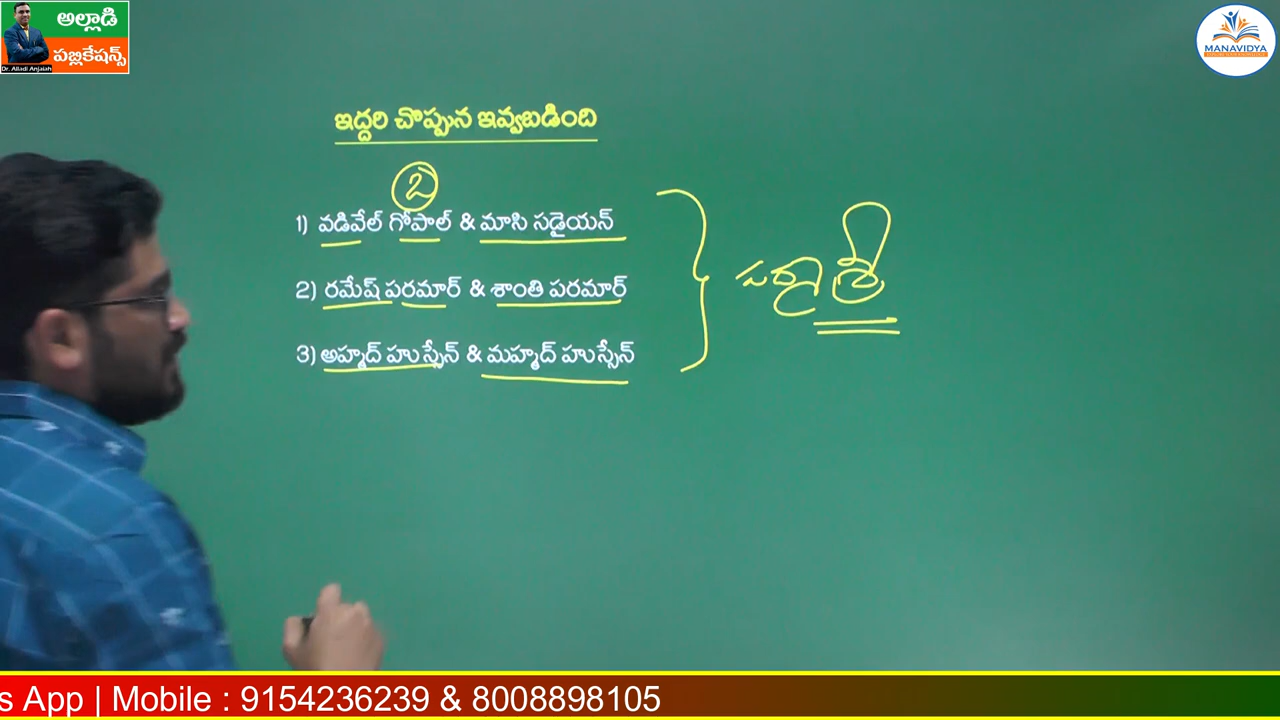 అల్లాడి
పబ్లికేషన్స్
Dr. Alladi Anjaiah
MANAVIDYA
ఇద్దరి చొప్పున ఇవ్వబడింది
2
1) వడివేల్ గోపాల్ & మాసి సడైయన్
2) రమేష్ పరమార్ & శాంతి పరమార్
3) అహ్మద్ హుస్సేన్ & మహ్మద్ హుస్సేన్
పద్మశ్రీ
s App | Mobile : 9154236239 & 8008898105